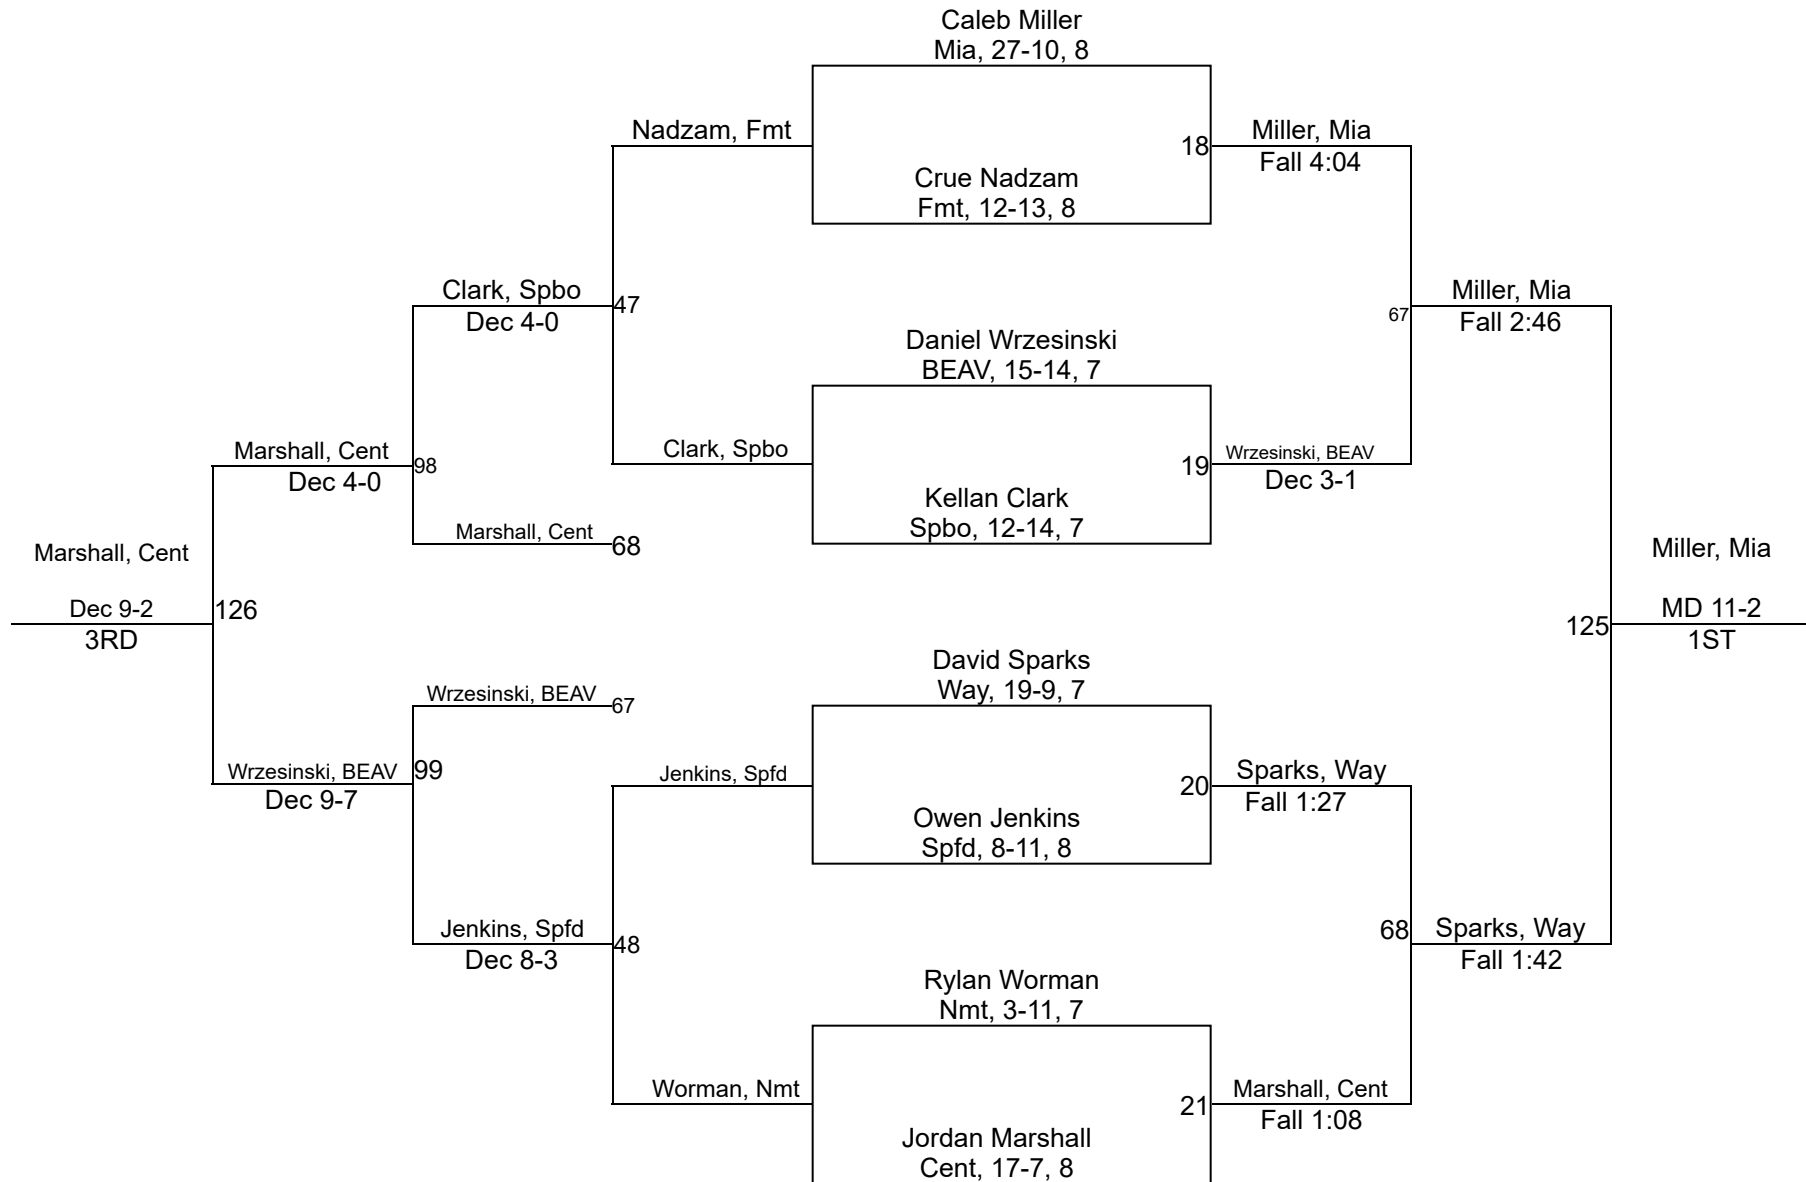 Caleb Miller
Mia, 27-10, 8
Nadzam, Fmt
18
Miller, Mia
Fall 4:04
Crue Nadzam
Fmt, 12-13, 8
Clark, Spbo
Dec 4-0
47
67
Miller, Mia
Fall 2:46
Daniel Wrzesinski
BEAV, 15-14, 7
Marshall, Cent
Dec 4-0
98
Clark, Spbo
19
Wrzesinski, BEAV
Dec 3-1
Kellan Clark
Spbo, 12-14, 7
Marshall, Cent
68
Marshall, Cent
Dec 9-2
3RD
126
Miller, Mia
MD 11-2
1ST
125
David Sparks
Way, 19-9, 7
Wrzesinski, BEAV
67
Wrzesinski, BEAV
Dec 9-7
99
Jenkins, Spfd
20
Sparks, Way
Fall 1:27
Owen Jenkins
Spfd, 8-11, 8
Jenkins, Spfd
Dec 8-3
48
68
Sparks, Way
Fall 1:42
Rylan Worman
Nmt, 3-11, 7
Worman, Nmt
21
Marshall, Cent
Fall 1:08
Jordan Marshall
Cent, 17-7, 8